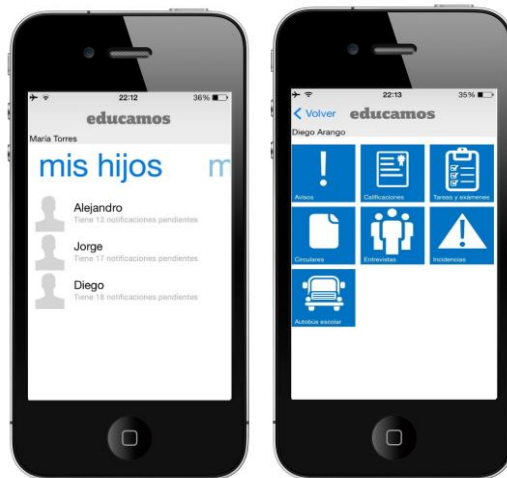 22:12
36%
educamos
María Torres
mis hijos m
Alejandro
Tiene 13 notificaciones pendientes
Jorge
Tiene 17 notificaciones pendientes
Diego
Tiene 18 notificaciones pendientes
22:13
35%
Volver educamos
Diego Arango
Avisos
Calificaciones
Tareas y exámenes
Circulares
Entrevistas
Incidencias
Autobús escolar